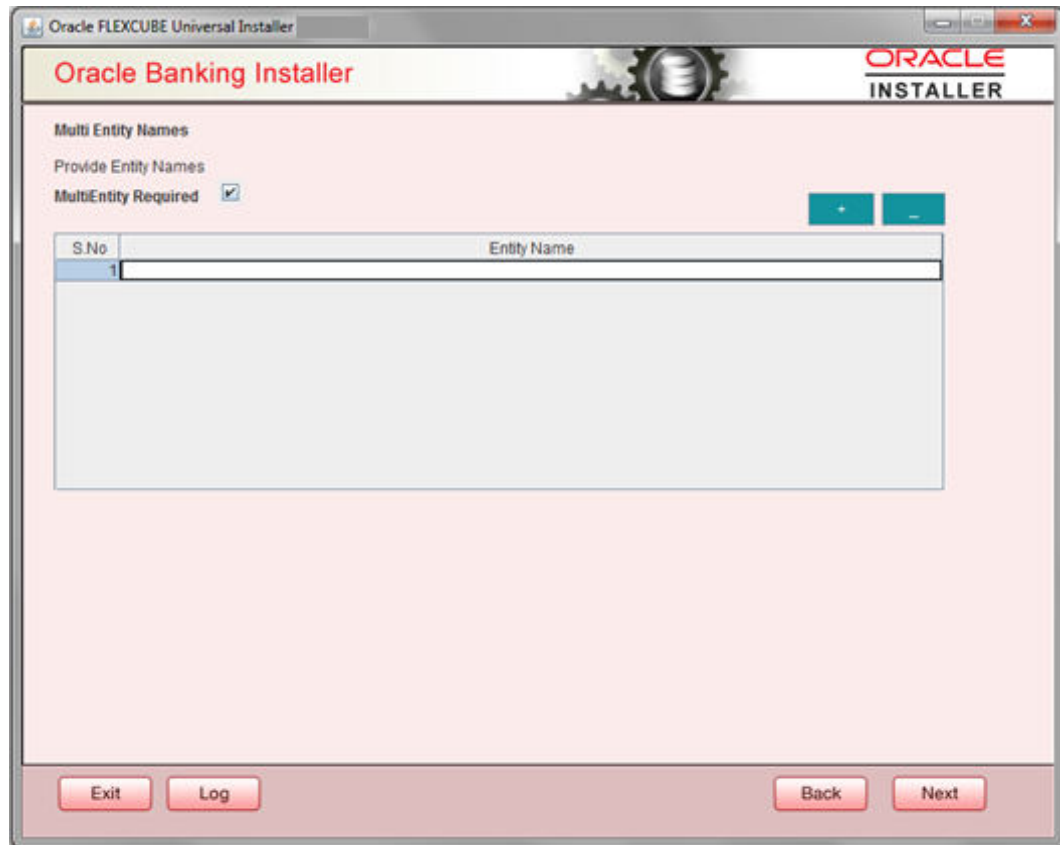 Oracle FLEXCUBE Universal Installer
Oracle Banking Installer
ORACLE
INSTALLER
Multi Entity Names
Provide Entity Names
MultiEntity Required
+ _
S.No Entity Name
1
Exit Log Back Next